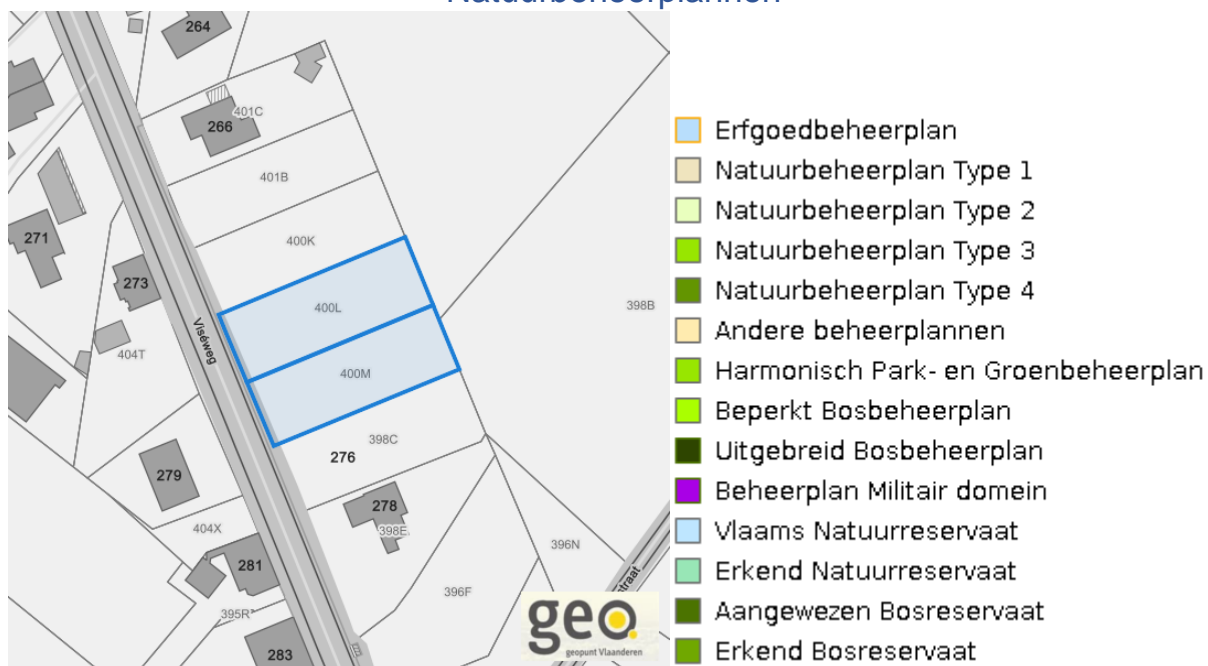 Natuurbeheerplannen
264
401C
266
401B
271
400K
273
400L
398B
Viséweg
404T
400M
398C
276
279
278
398E
404X
396N
281
396F
straat
395R
283
geo
geopunt Vlaanderen
Erfgoedbeheerplan
Natuurbeheerplan Type 1
Natuurbeheerplan Type 2
Natuurbeheerplan Type 3
Natuurbeheerplan Type 4
Andere beheerplannen
Harmonisch Park- en Groenbeheerplan
Beperkt Bosbeheerplan
Uitgebreid Bosbeheerplan
Beheerplan Militair domein
Vlaams Natuurreservaat
Erkend Natuurreservaat
Aangewezen Bosreservaat
Erkend Bosreservaat